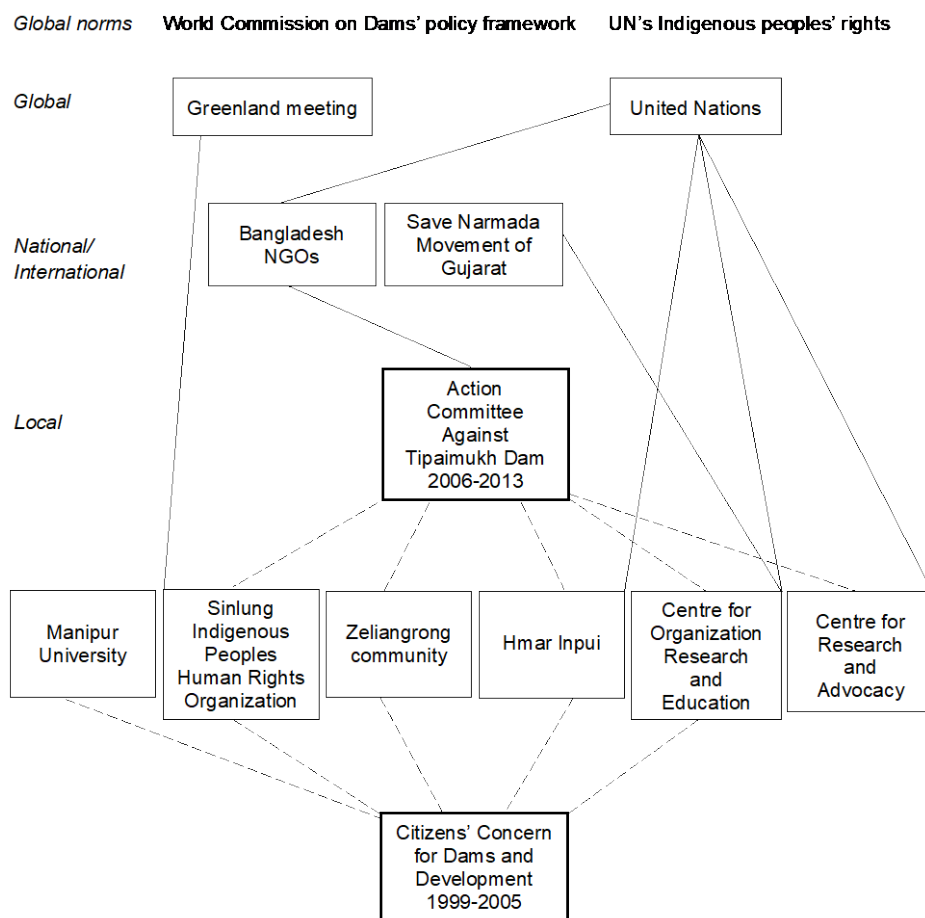 Global norms
World Commission on Dams' policy framework
UN's Indigenous peoples' rights
Global
Greenland meeting
United Nations
National/
International
Bangladesh
NGOs
Save Narmada
Movement of
Gujarat
Local
Action
Committee
Against
Tipaimukh Dam
2006-2013
Manipur
University
Sinlung
Indigenous
Peoples
Human Rights
Organization
Zeliangrong
community
Hmar Inpui
Centre for
Organization
Research
and
Education
Centre for
Research
and
Advocacy
Citizens' Concern
for Dams and
Development
1999-2005